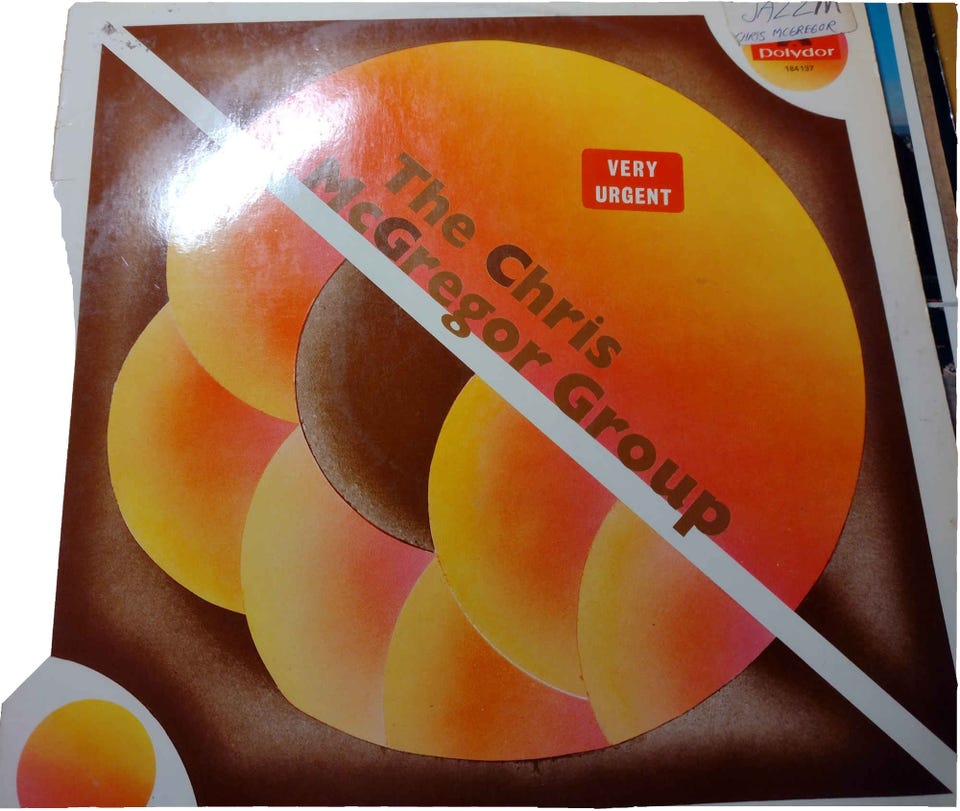 JAZZ
CHRIS MCGREGOR
Polydor
184137
VERY
URGENT
The Chris
McGregor Group